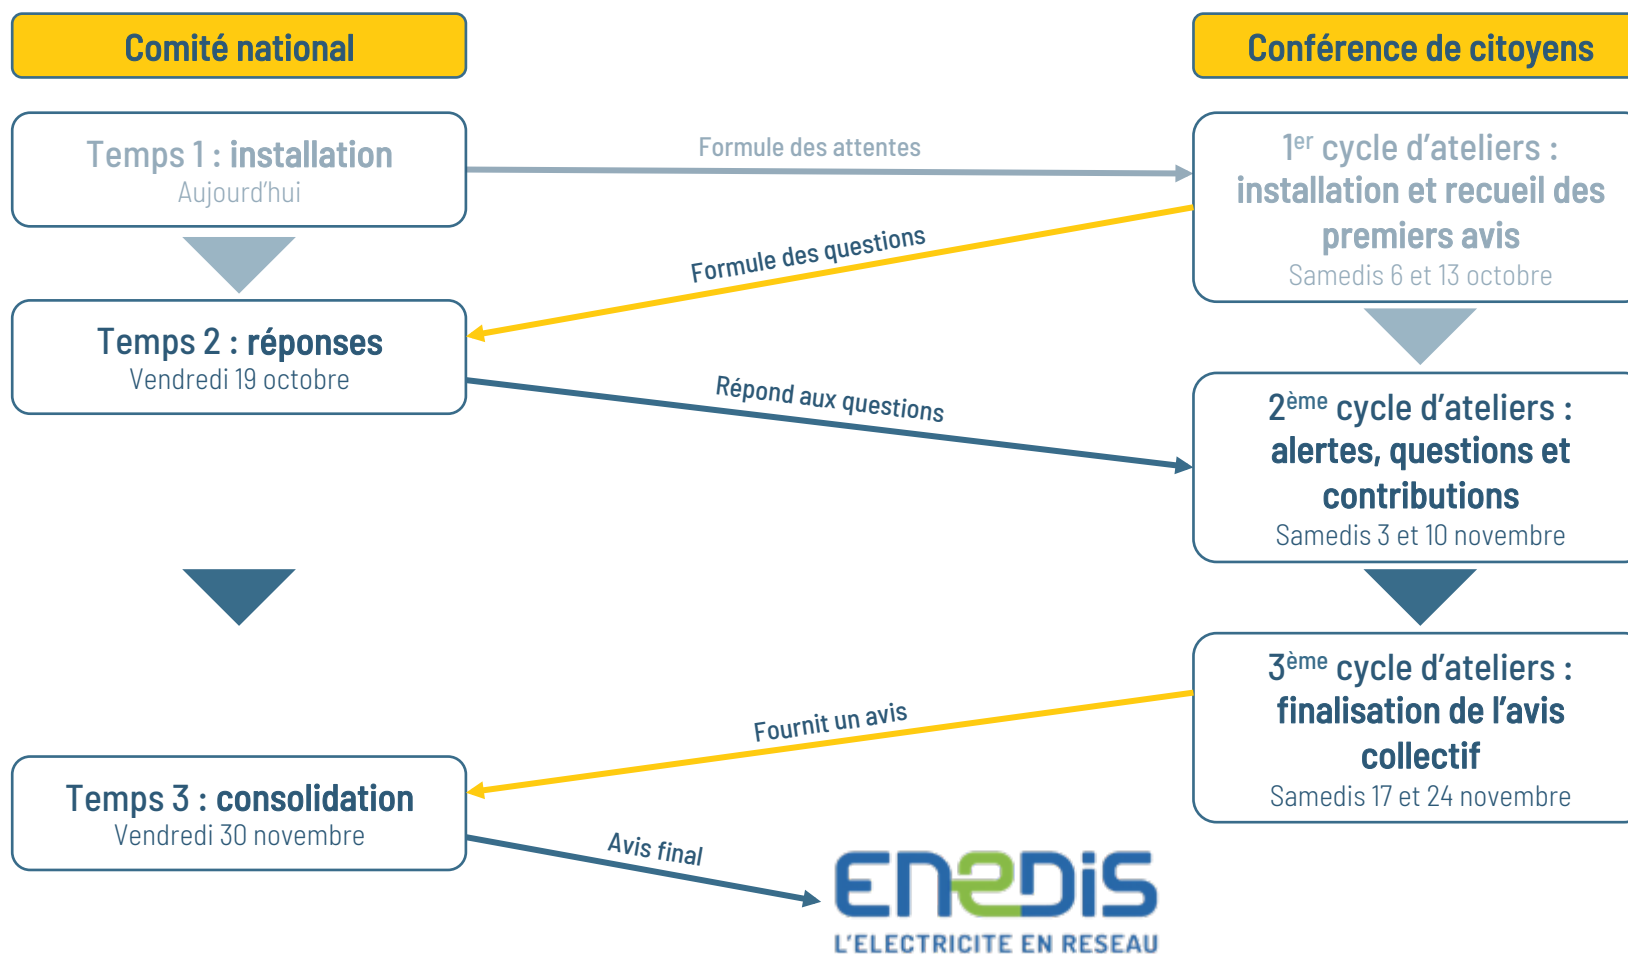 Comité national
Conférence de citoyens
Temps 1 : installation
Aujourd'hui
Formule des attentes
1er cycle d'ateliers :
installation et recueil des
premiers avis
Samedis 6 et 13 octobre
Formule des questions
Temps 2 : réponses
Vendredi 19 octobre
Répond aux questions
2ème cycle d'ateliers :
alertes, questions et
contributions
Samedis 3 et 10 novembre
3ème cycle d'ateliers :
finalisation de l'avis
collectif
Samedis 17 et 24 novembre
Fournit un avis
Temps 3 : consolidation
Vendredi 30 novembre
Avis final
ENEDIS
L'ELECTRICITE EN RESEAU